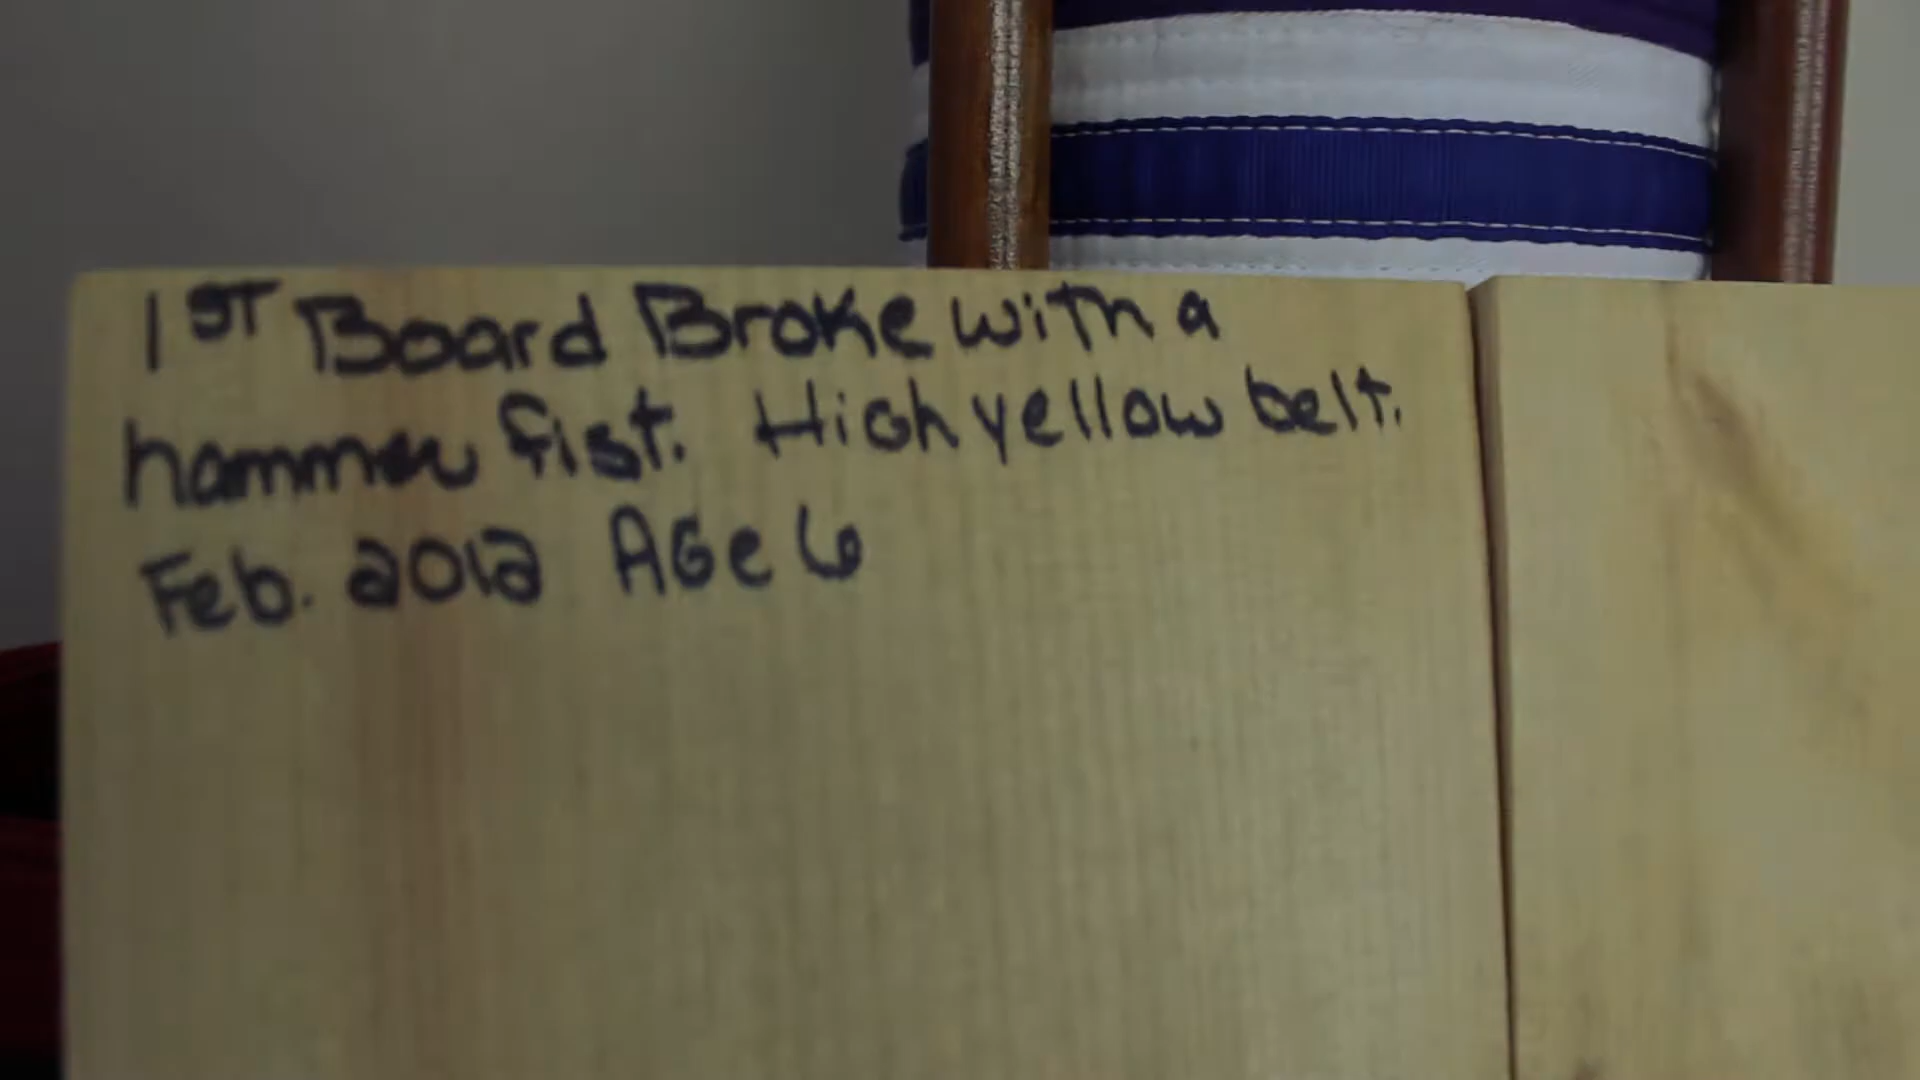 1ST Board Broke with a
hammer fist. High yellow belt.
Feb. 2012 AGe 6